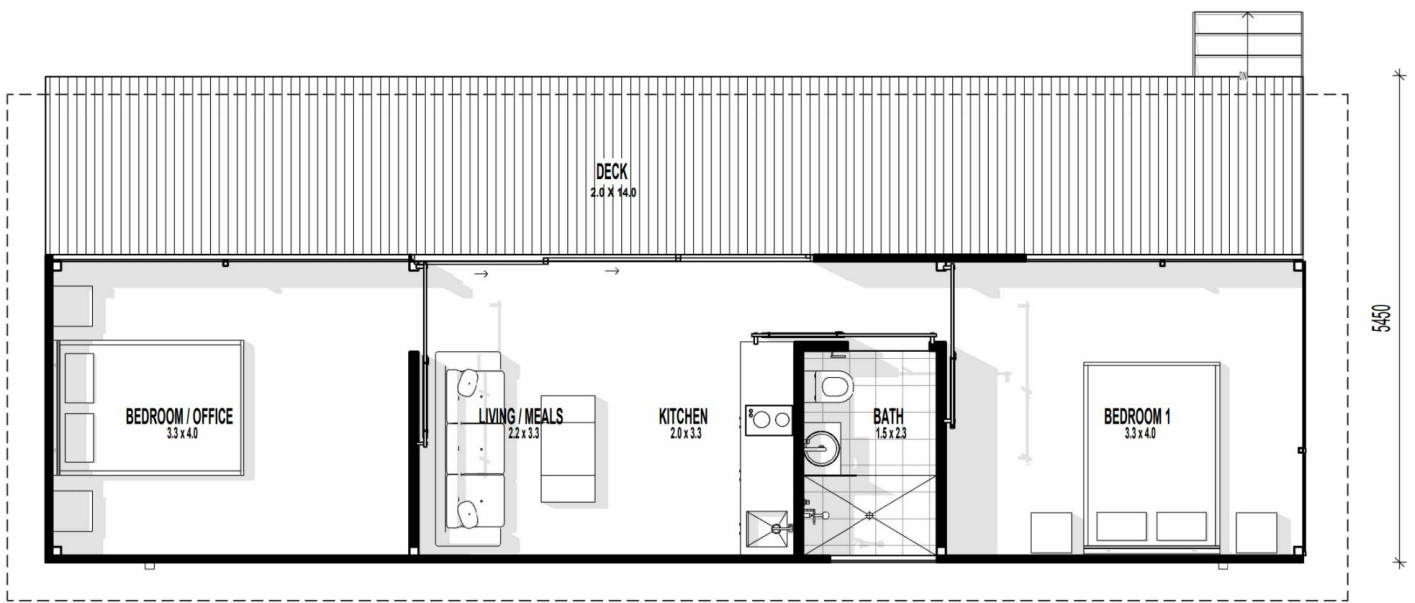 DN
DECK
2.0 X 14.0
5450
BEDROOM / OFFICE
3.3 x 4.0
LIVING / MEALS
2.2 x 3.3
KITCHEN
2.0 x 3.3
BATH
1.5 x 2.3
BEDROOM 1
3.3 x 4.0